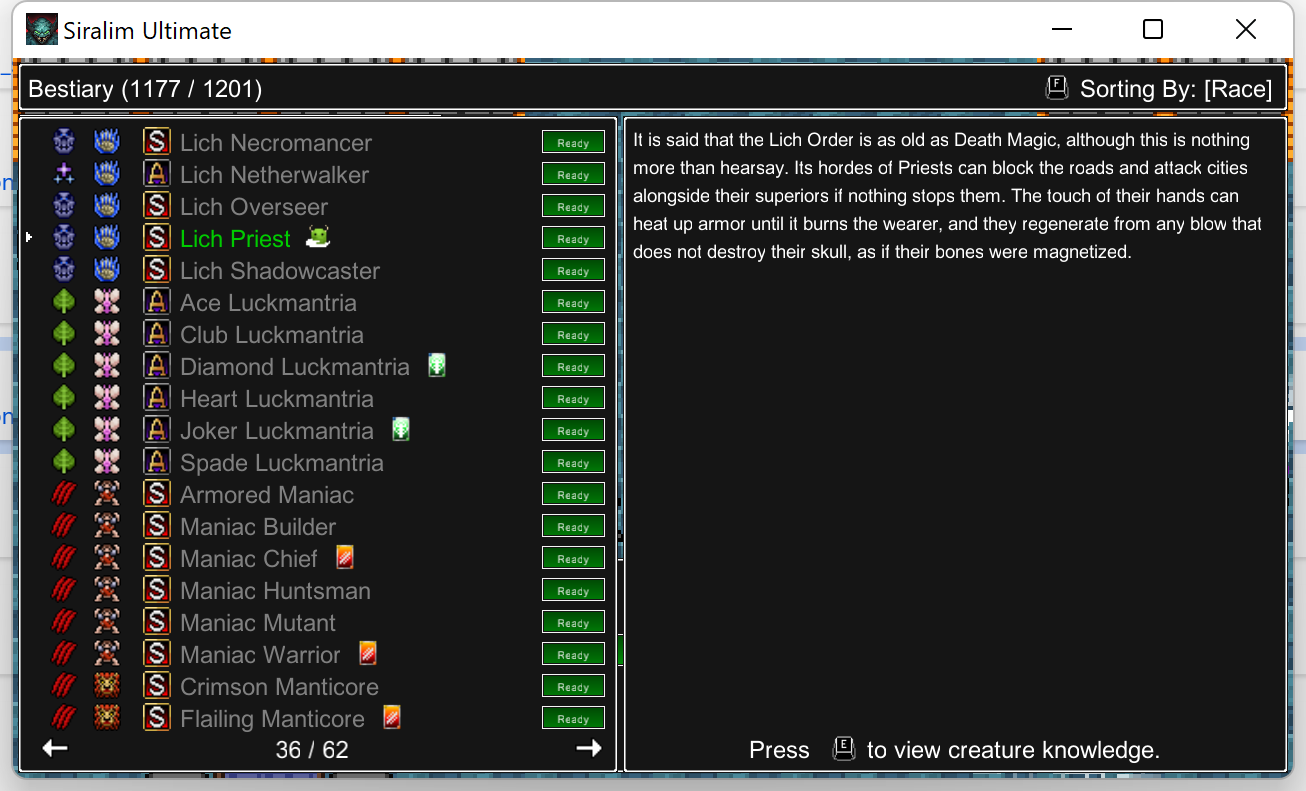 Siralim Ultimate
Bestiary (1177 / 1201)
F Sorting By: [Race]
S Lich Necromancer Ready
A Lich Netherwalker Ready
S Lich Overseer Ready
S Lich Priest Ready
S Lich Shadowcaster Ready
A Ace Luckmantria Ready
A Club Luckmantria Ready
A Diamond Luckmantria Ready
A Heart Luckmantria Ready
A Joker Luckmantria Ready
A Spade Luckmantria Ready
S Armored Maniac Ready
S Maniac Builder Ready
S Maniac Chief Ready
S Maniac Huntsman Ready
S Maniac Mutant Ready
S Maniac Warrior Ready
S Crimson Manticore Ready
S Flailing Manticore Ready
36 / 62
It is said that the Lich Order is as old as Death Magic, although this is nothing
more than hearsay. Its hordes of Priests can block the roads and attack cities
alongside their superiors if nothing stops them. The touch of their hands can
heat up armor until it burns the wearer, and they regenerate from any blow that
does not destroy their skull, as if their bones were magnetized.
Press E to view creature knowledge.